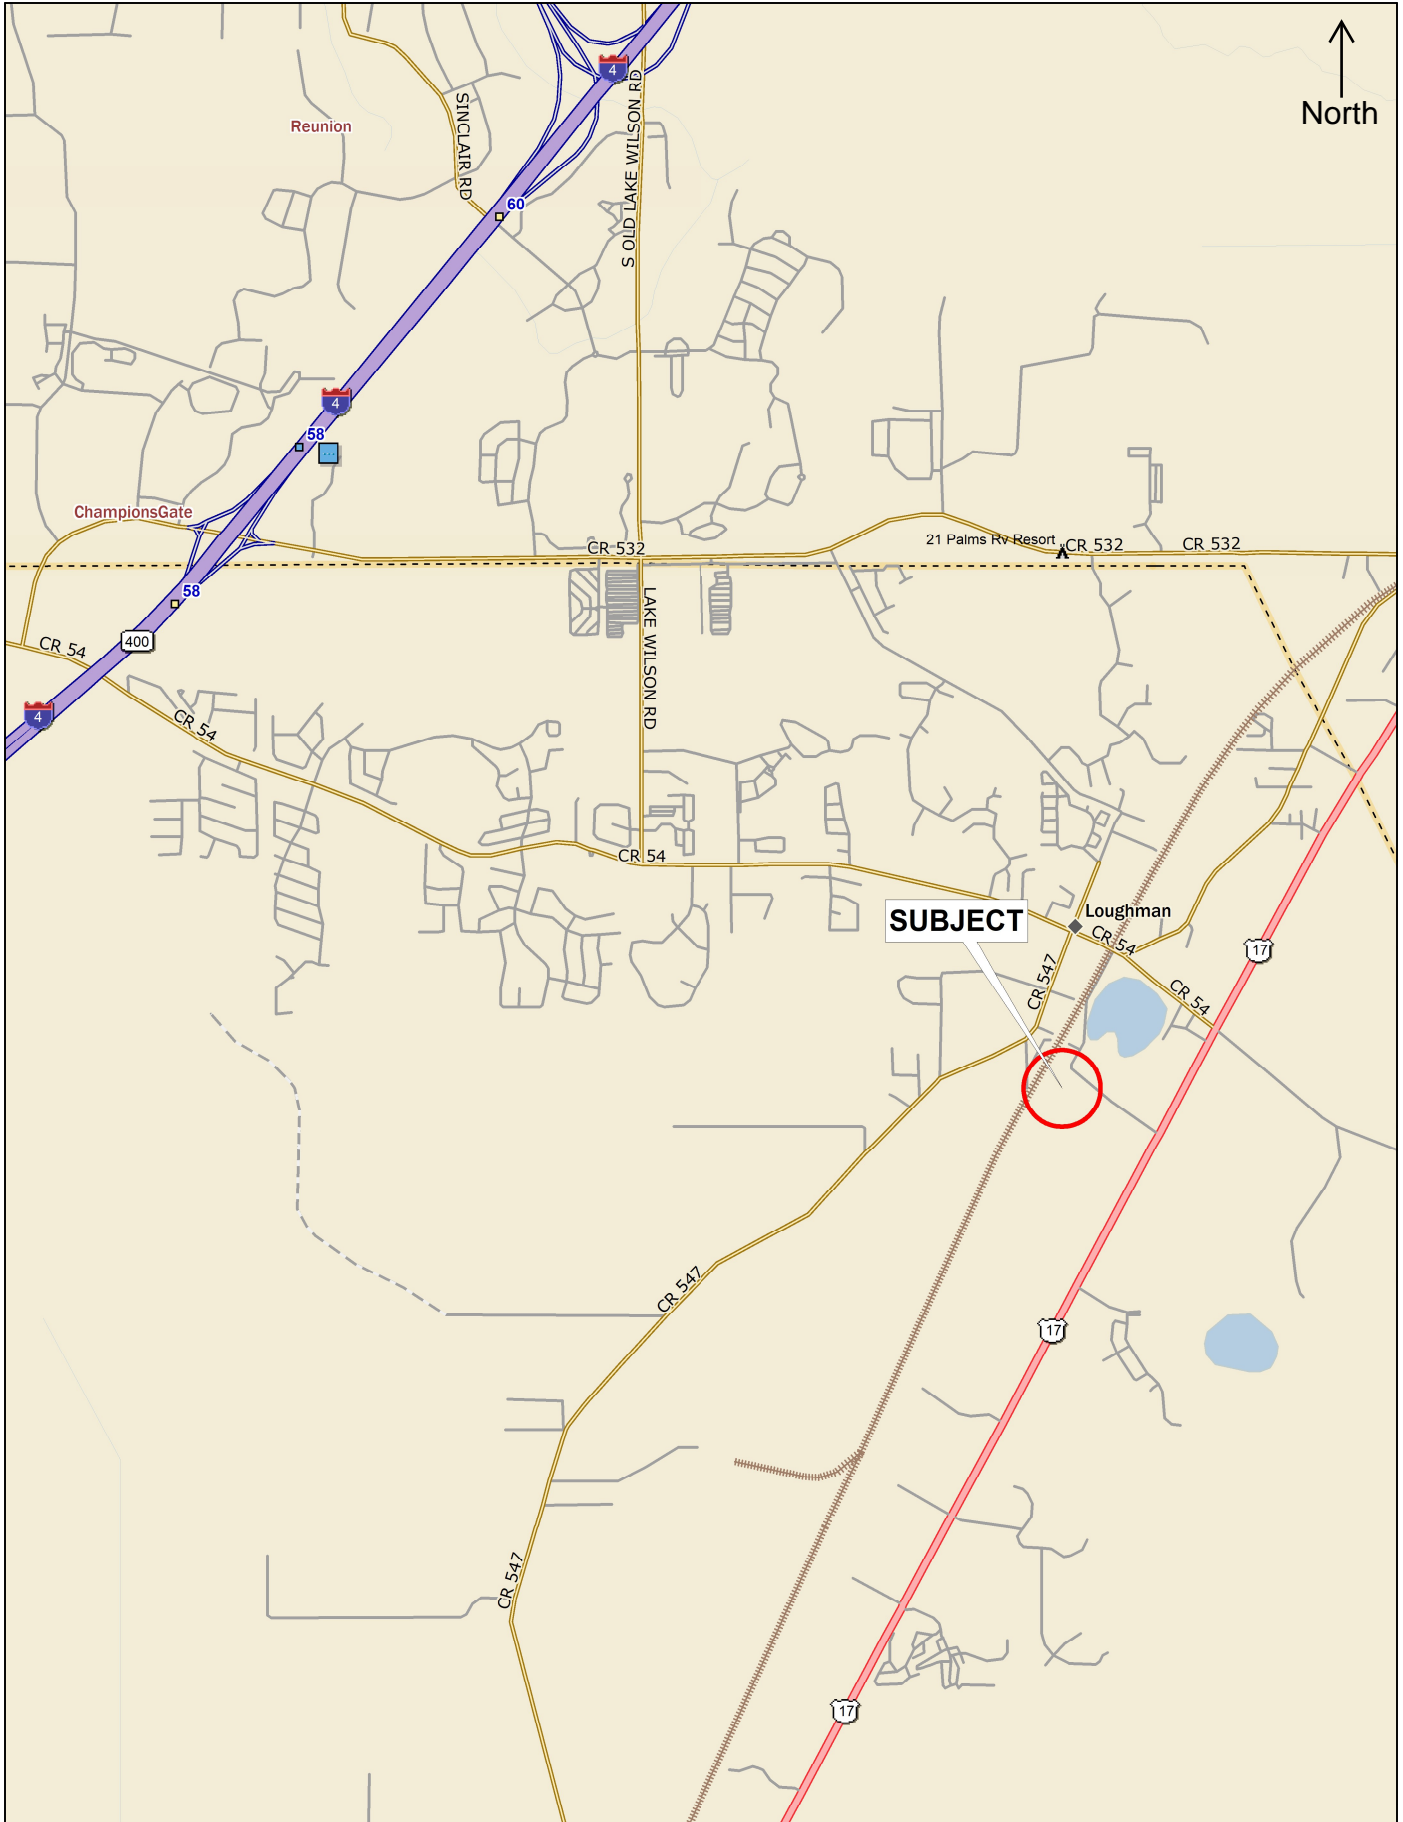 North
4
Reunion
SINCLAIR RD
S OLD LAKE WILSON RD
60
4
58
ChampionsGate
CR 532
21 Palms Rv Resort
CR 532
CR 532
58
LAKE WILSON RD
400
CR 54
4
CR 54
CR 54
SUBJECT
Loughman
CR 54
17
CR 547
CR 54
CR 547
17
CR 547
17